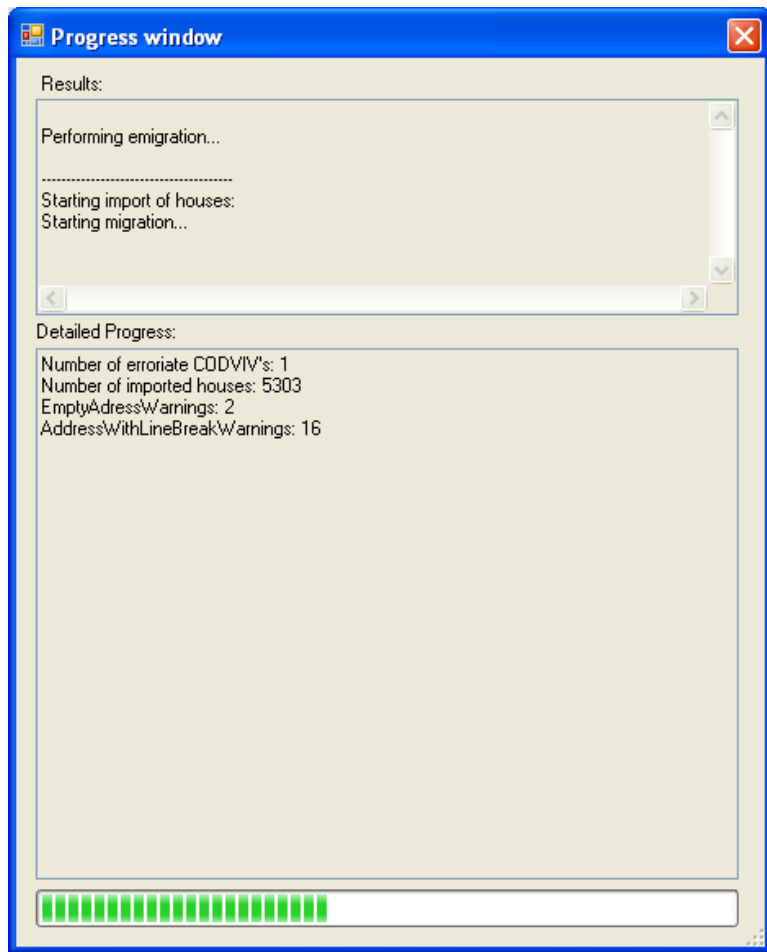 Progress window
Results:
Performing emigration...
--------------------------------------
Starting import of houses:
Starting migration...
Detailed Progress:
Number of erroriate CODVIV's: 1
Number of imported houses: 5303
EmptyAdressWarnings: 2
AddressWithLineBreakWarnings: 16